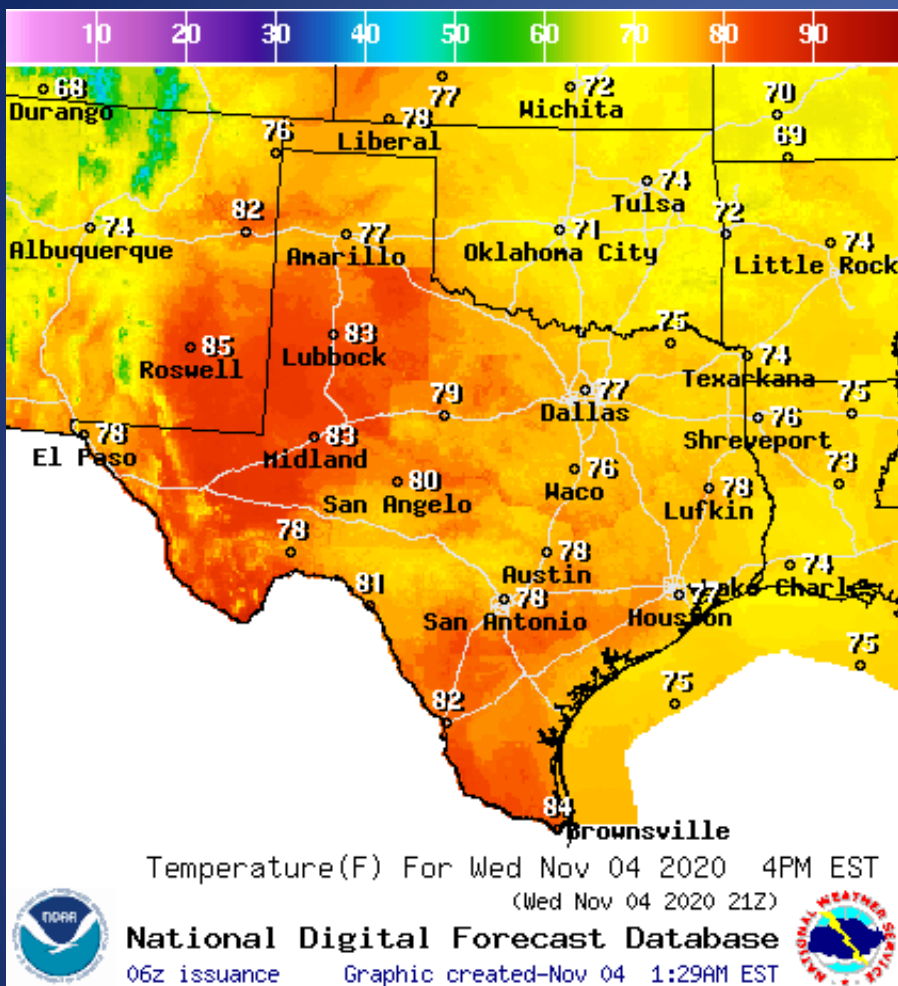 10 20 30 40 50 60 70 80 90
68
Durango
77
72
Wichita
70
78
Liberal
76
69
74
Tulsa
74
Albuquerque
82
77
Amarillo
71
Oklahoma City
72
74
Little Rock
85
Roswell
83
Lubbock
75
74
Texarkana
79
77
Dallas
75
76
Shreveport
78
El Paso
83
Midland
80
San Angelo
76
Waco
78
Lufkin
73
78
78
Austin
74
Lake Charles
81
78
San Antonio
77
Houston
75
75
82
84
Brownsville
Temperature(F) For Wed Nov 04 2020 4PM EST
(Wed Nov 04 2020 21Z)
NOAA
National Digital Forecast Database
06z issuance Graphic created-Nov 04 1:29AM EST
NATIONAL WEATHER SERVICE